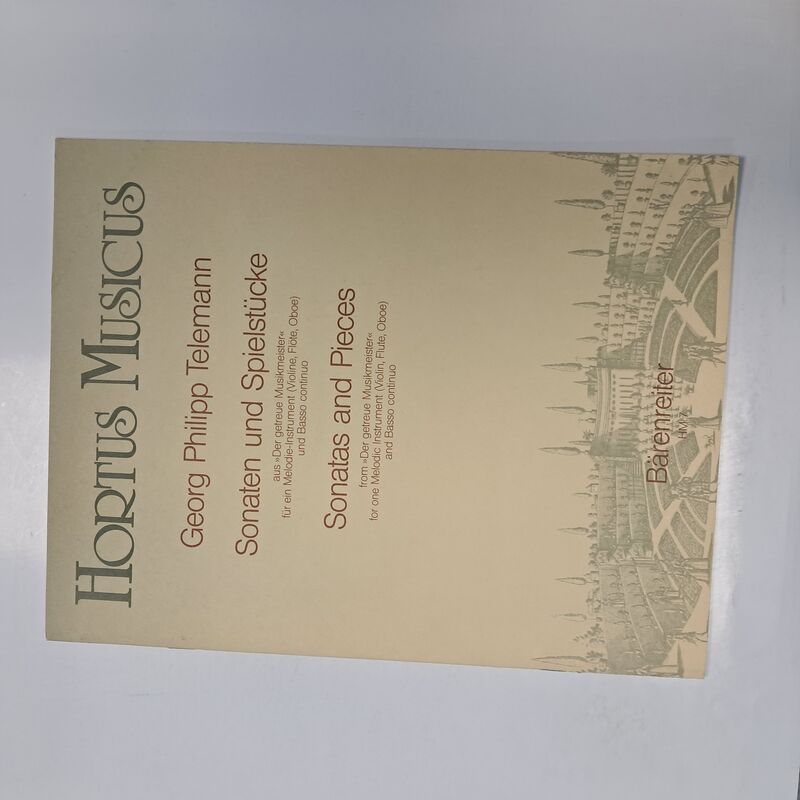 HORTUS MUSICUS
Georg Philipp Telemann
Sonaten und Spielstücke
aus »Der getreue Musikmeister«
für ein Melodie-Instrument (Violine, Flöte, Oboe)
und Basso continuo
Sonatas and Pieces
from »Der getreue Musikmeister«
for one Melodic Instrument (Violin, Flute, Oboe)
and Basso continuo
Bärenreiter
HM 7